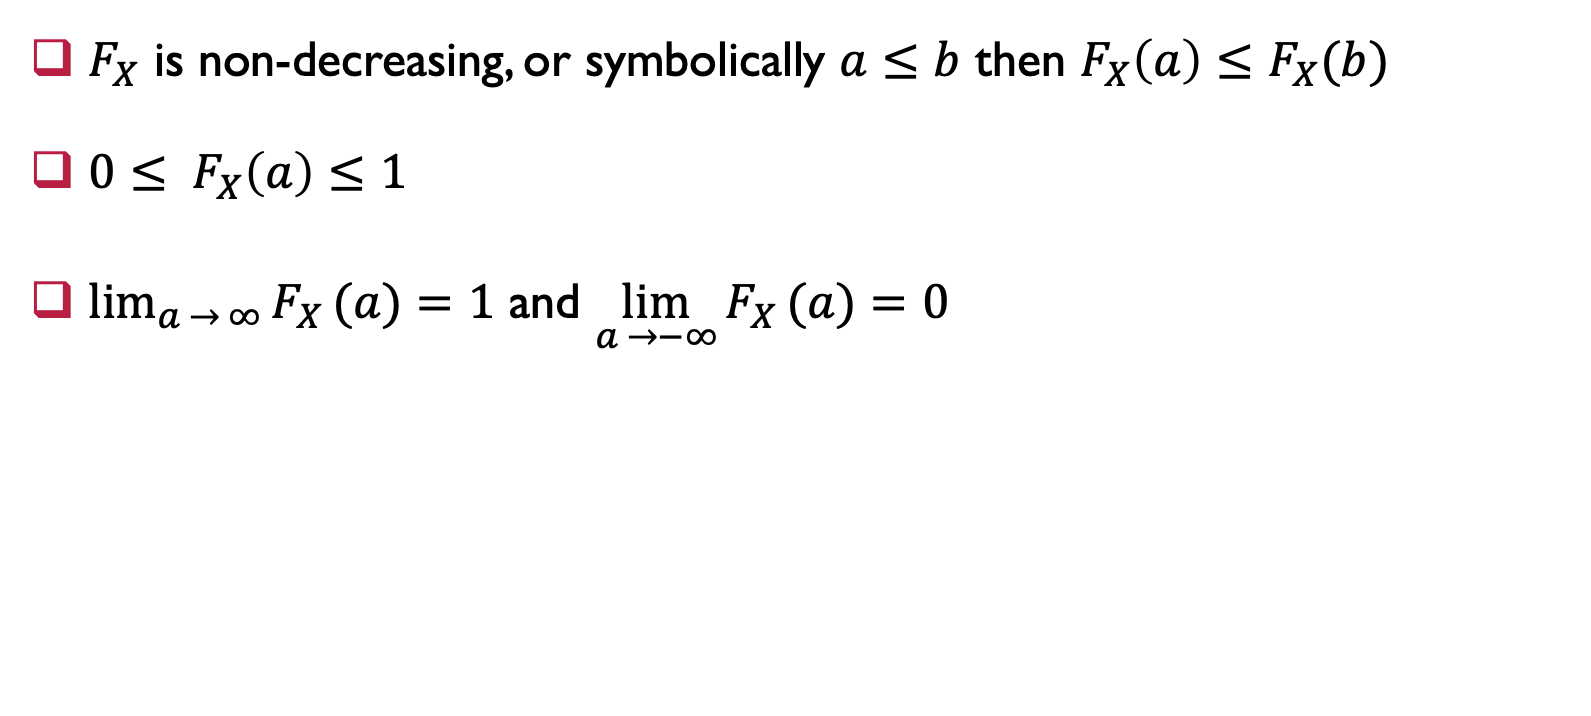 ❑ F_X is non-decreasing, or symbolically a ≤ b then F_X(a) ≤ F_X(b)
❑ 0 ≤ F_X(a) ≤ 1
❑ lim_{a→∞} F_X (a) = 1 and lim_{a→−∞} F_X (a) = 0